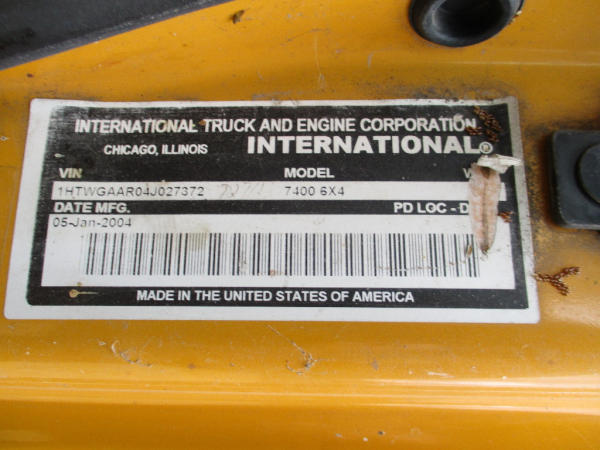 INTERNATIONAL TRUCK AND ENGINE CORPORATION
CHICAGO, ILLINOIS INTERNATIONAL®
VIN MODEL
1HTWGAAR04J027372 7400 6X4
DATE MFG. PD LOC - D
05-Jan-2004
MADE IN THE UNITED STATES OF AMERICA